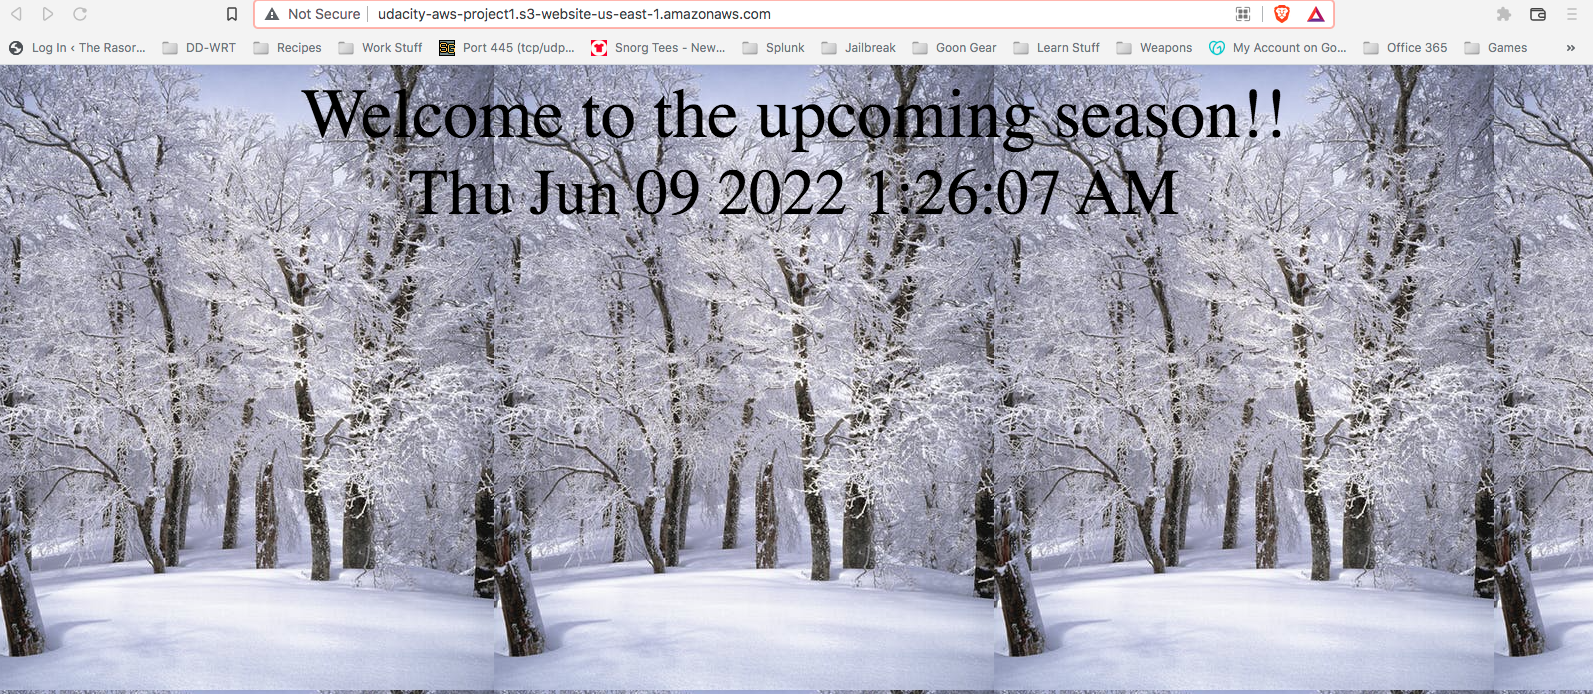 Not Secure udacity-aws-project1.s3-website-us-east-1.amazonaws.com
Log In ‹ The Rasor... DD-WRT Recipes Work Stuff Port 445 (tcp/udp... Snorg Tees - New... Splunk Jailbreak Goon Gear Learn Stuff Weapons My Account on Go... Office 365 Games »
Welcome to the upcoming season!!
Thu Jun 09 2022 1:26:07 AM